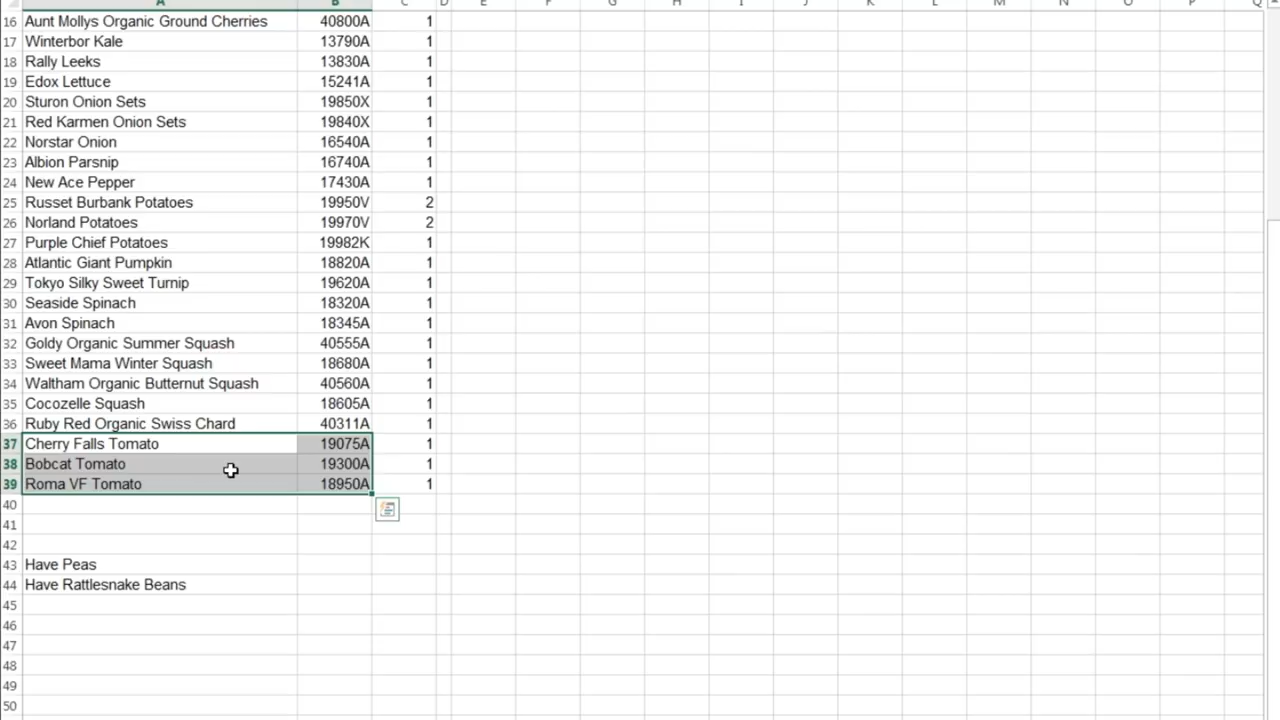 A B C D E F G H I J K L M N O P Q
16 Aunt Mollys Organic Ground Cherries 40800A 1
17 Winterbor Kale 13790A 1
18 Rally Leeks 13830A 1
19 Edox Lettuce 15241A 1
20 Sturon Onion Sets 19850X 1
21 Red Karmen Onion Sets 19840X 1
22 Norstar Onion 16540A 1
23 Albion Parsnip 16740A 1
24 New Ace Pepper 17430A 1
25 Russet Burbank Potatoes 19950V 2
26 Norland Potatoes 19970V 2
27 Purple Chief Potatoes 19982K 1
28 Atlantic Giant Pumpkin 18820A 1
29 Tokyo Silky Sweet Turnip 19620A 1
30 Seaside Spinach 18320A 1
31 Avon Spinach 18345A 1
32 Goldy Organic Summer Squash 40555A 1
33 Sweet Mama Winter Squash 18680A 1
34 Waltham Organic Butternut Squash 40560A 1
35 Cocozelle Squash 18605A 1
36 Ruby Red Organic Swiss Chard 40311A 1
37 Cherry Falls Tomato 19075A 1
38 Bobcat Tomato 19300A 1
39 Roma VF Tomato 18950A 1
40
41
42
43 Have Peas
44 Have Rattlesnake Beans
45
46
47
48
49
50